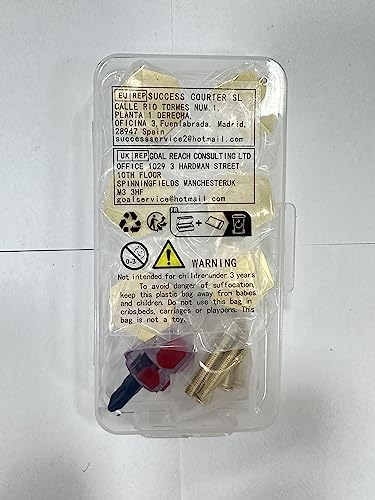 EU REP SUCCESS COURTER SL
CALLE RIO TORMES NUM.1,
PLANTA 1 DERECHA,
OFICINA 3,Fuenlabrada, Madrid,
28947 Spain
successservice2@hotmail.com
UK REP GOAL REACH CONSULTING LTD
OFFICE 1029 3 HARDMAN STREET
10TH FLOOR
SPINNINGFIELDS MANCHESTERUK
M3 3HF
goalservice@hotmail.com
FR
0-3
WARNING
Not intended for childrenunder 3 years
To avoid danger of suffocation,
keep this plastic bag away from babes
and children. Do not use this bag in
cribs,beds, carriages or playpens. This
bag is not a toy.